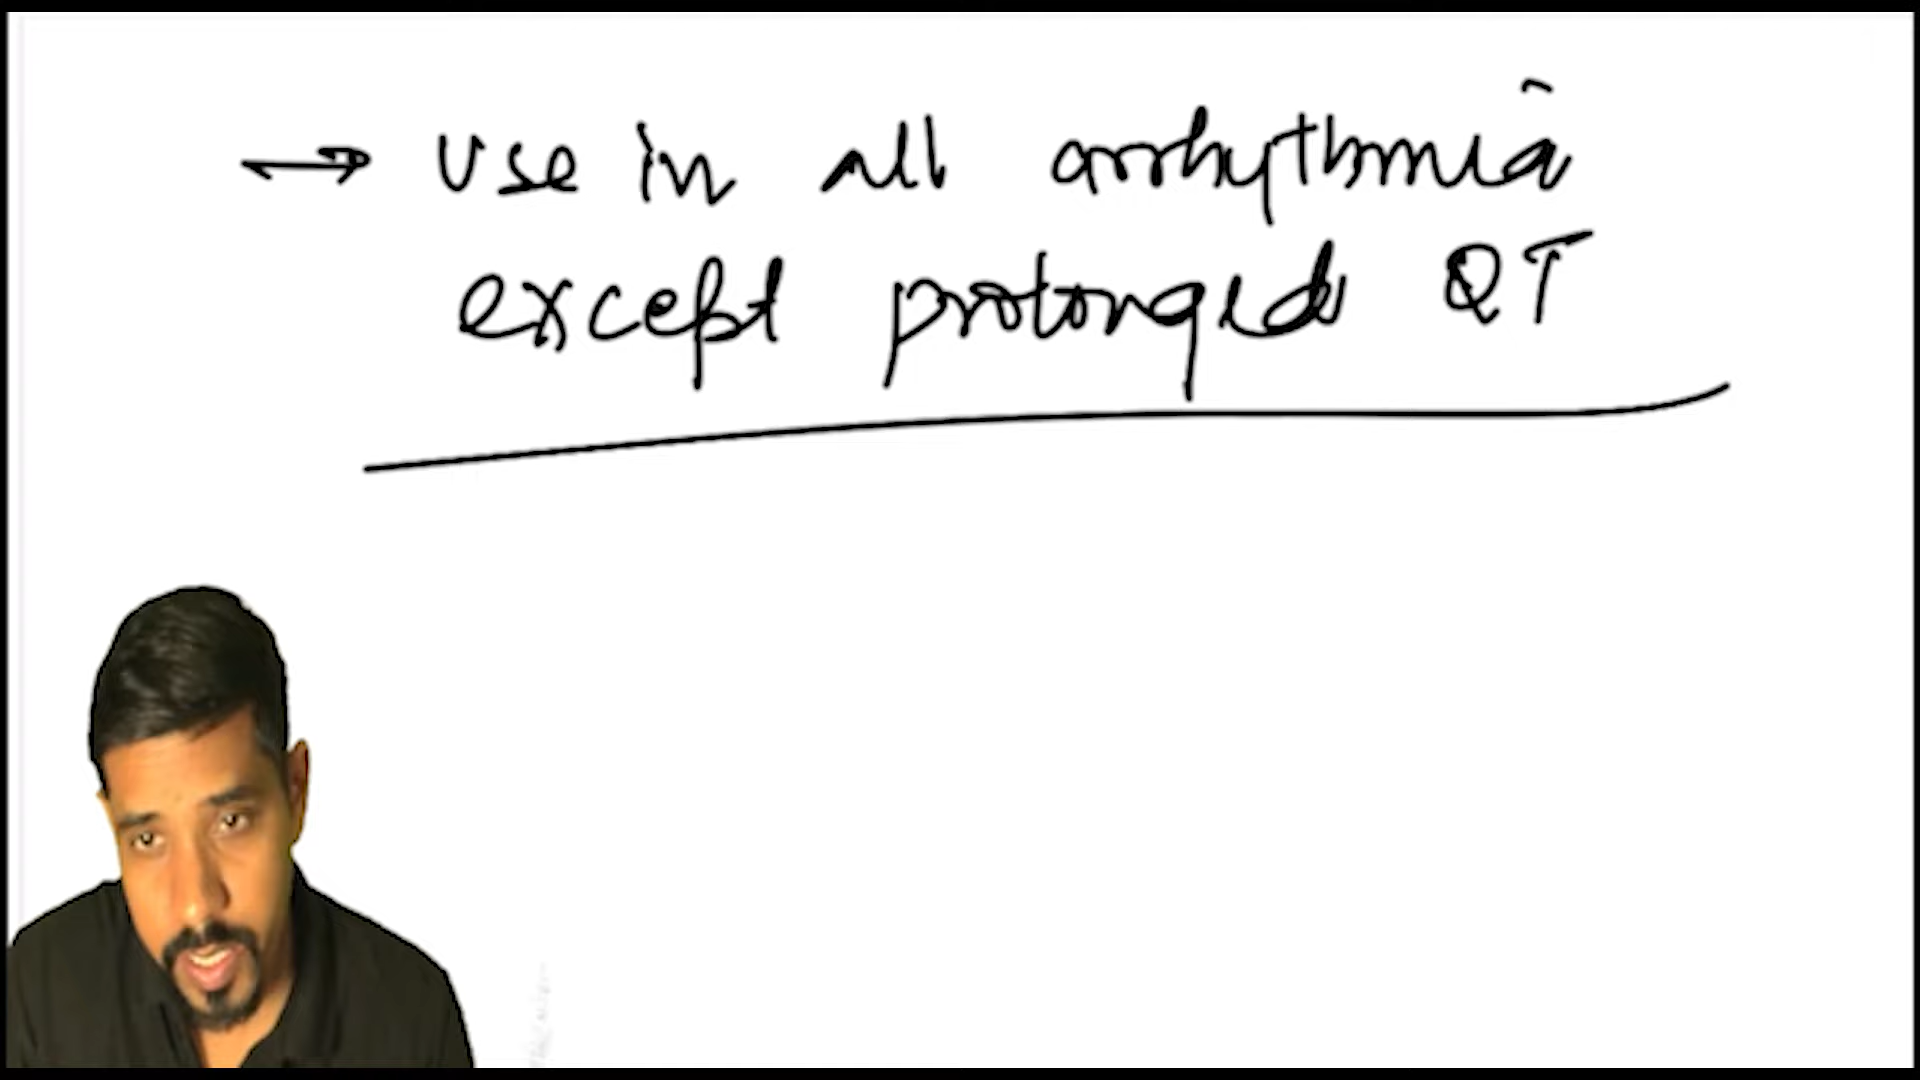 → Use in all arrhythmia
except prolonged QT